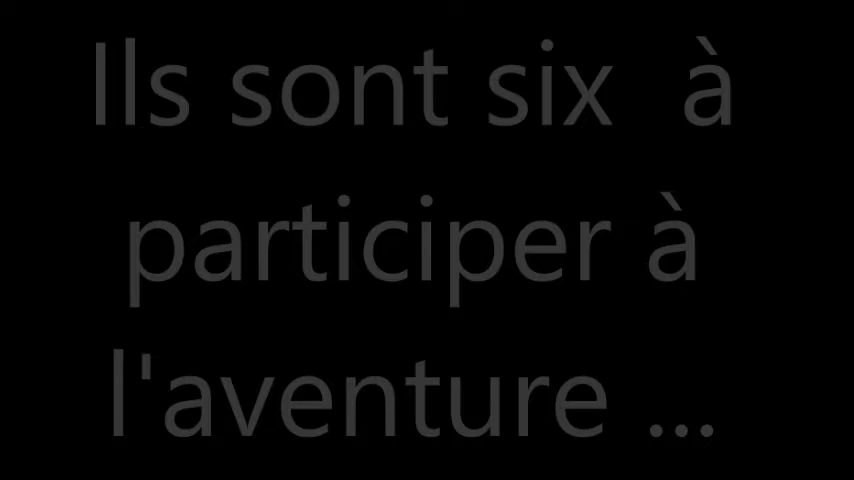 Ils sont six  à
participer à
l'aventure ...